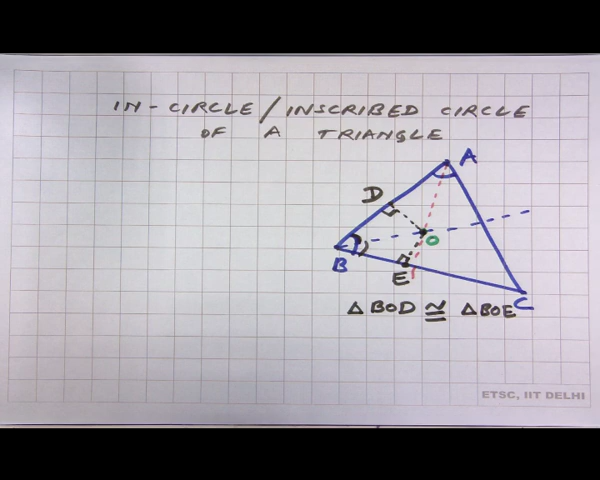 IN-CIRCLE/INSCRIBED CIRCLE
OF A TRIANGLE
A
D
O
B
E
C
△ BOD ≅ △BOE
ETSC, IIT DELHI